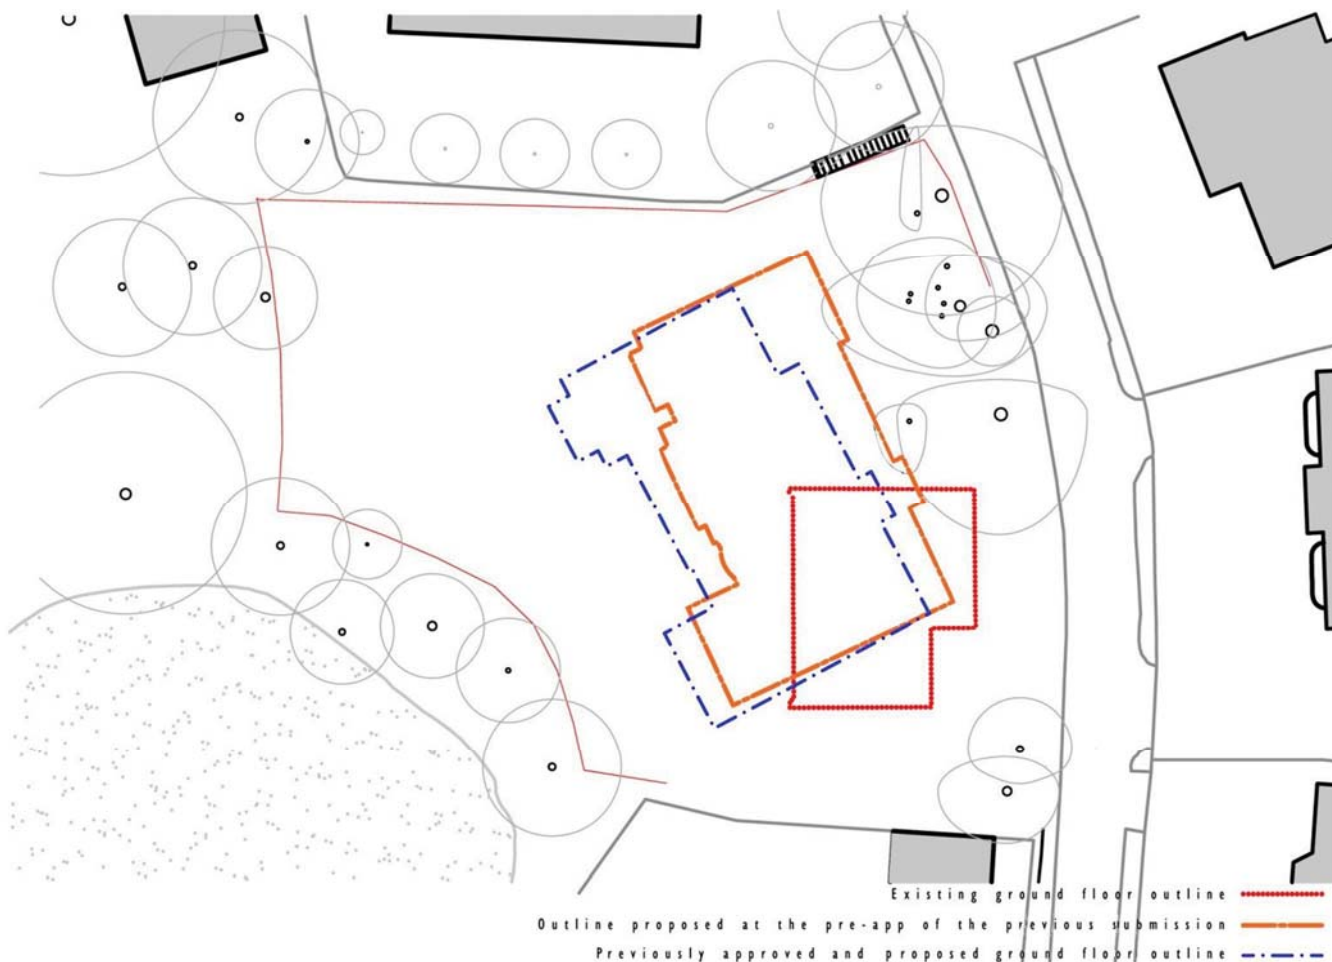 Existing ground floor outline
Outline proposed at the pre-app of the previous submission
Previously approved and proposed ground floor outline